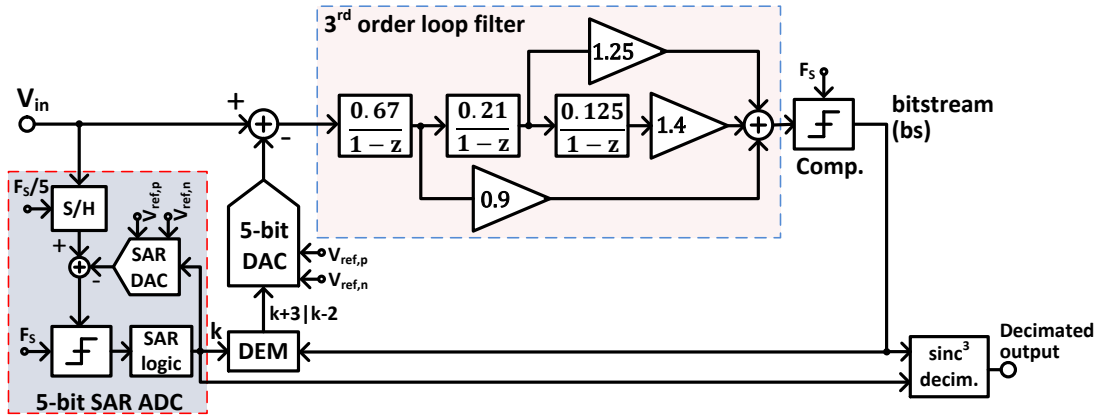 3rd order loop filter
1.25
Vin
+
+
-
0.67
1 − z
0.21
1 − z
0.125
1 − z
1.4
+
Fs
bitstream
(bs)
Comp.
0.9
Fs/5
S/H
Vref,p
Vref,n
+
+
-
SAR
DAC
5-bit
DAC
Vref,p
Vref,n
k+3|k-2
Fs
SAR
logic
k
DEM
sinc3
decim.
Decimated
output
5-bit SAR ADC